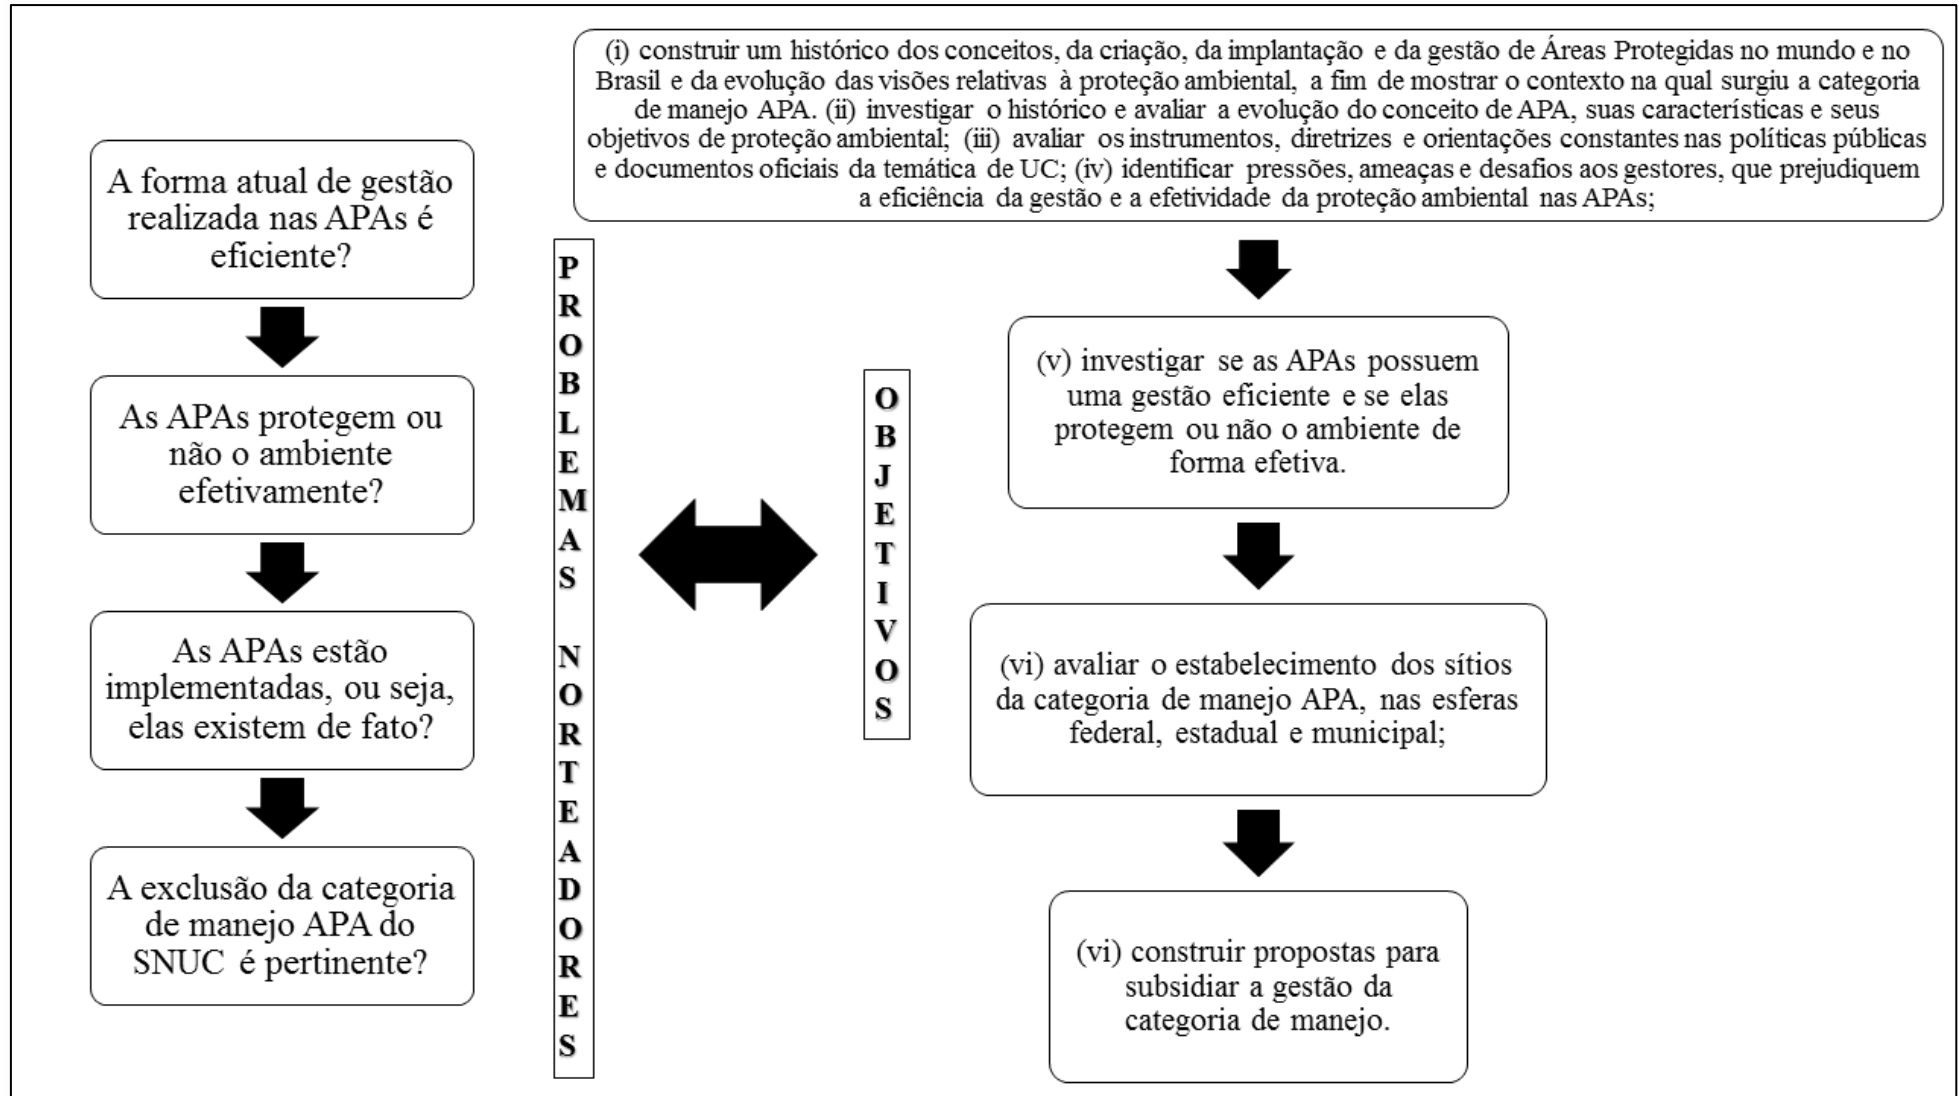 A forma atual de gestão
realizada nas APAs é
eficiente?
As APAs protegem ou
não o ambiente
efetivamente?
As APAs estão
implementadas, ou seja,
elas existem de fato?
A exclusão da categoria
de manejo APA do
SNUC é pertinente?
PROBLEMAS NORTEADORES
OBJETIVOS
(i) construir um histórico dos conceitos, da criação, da implantação e da gestão de Áreas Protegidas no mundo e no
Brasil e da evolução das visões relativas à proteção ambiental, a fim de mostrar o contexto na qual surgiu a categoria
de manejo APA. (ii) investigar o histórico e avaliar a evolução do conceito de APA, suas características e seus
objetivos de proteção ambiental; (iii) avaliar os instrumentos, diretrizes e orientações constantes nas políticas públicas
e documentos oficiais da temática de UC; (iv) identificar pressões, ameaças e desafios aos gestores, que prejudiquem
a eficiência da gestão e a efetividade da proteção ambiental nas APAs;
(v) investigar se as APAs possuem
uma gestão eficiente e se elas
protegem ou não o ambiente de
forma efetiva.
(vi) avaliar o estabelecimento dos sítios
da categoria de manejo APA, nas esferas
federal, estadual e municipal;
(vi) construir propostas para
subsidiar a gestão da
categoria de manejo.